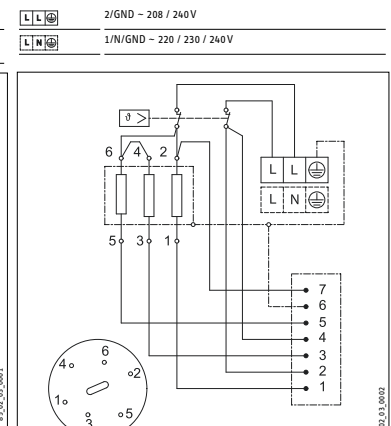 L L 2/GND ~ 208 / 240 V
L N 1/N/GND ~ 220 / 230 / 240 V
ϑ >
6 4 2
L L
L N
5 3 1
7
6
5
4
3
2
1
6
4 2
1 5
3
02_03_0002